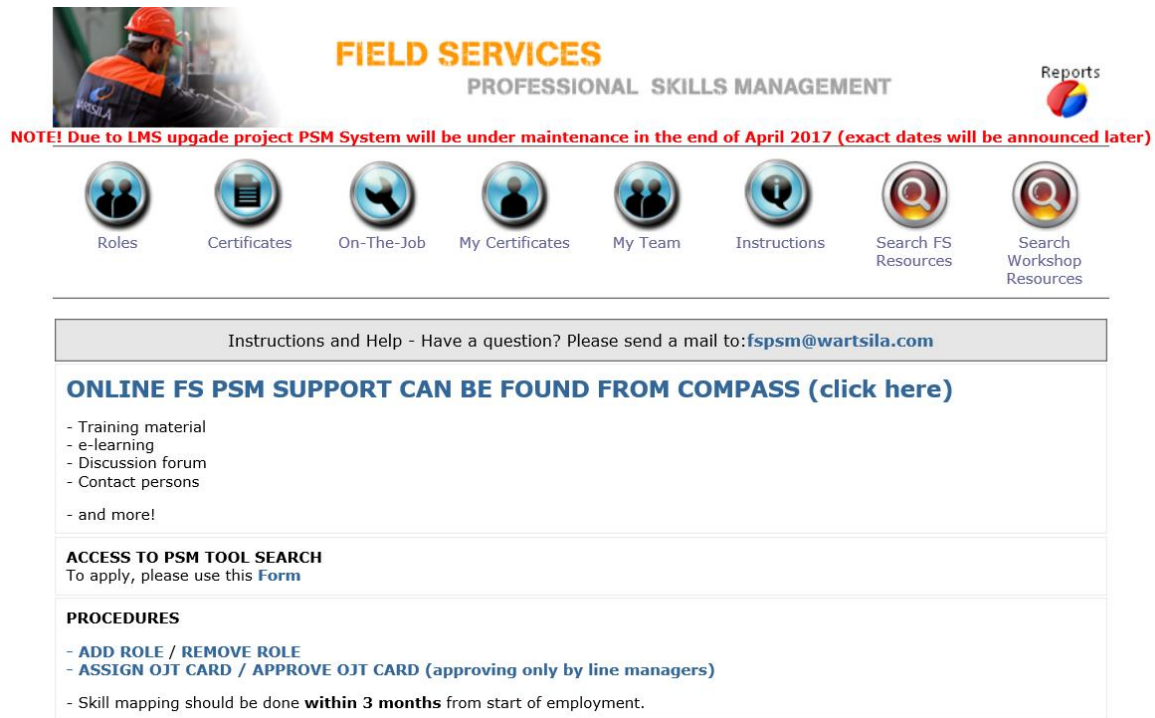 FIELD SERVICES
PROFESSIONAL SKILLS MANAGEMENT
Reports
WARTSILA
NOTE! Due to LMS upgade project PSM System will be under maintenance in the end of April 2017 (exact dates will be announced later)
Roles
Certificates
On-The-Job
My Certificates
My Team
Instructions
Search FS
Resources
Search
Workshop
Resources
Instructions and Help - Have a question? Please send a mail to:fspsm@wartsila.com
ONLINE FS PSM SUPPORT CAN BE FOUND FROM COMPASS (click here)
- Training material
- e-learning
- Discussion forum
- Contact persons
- and more!
ACCESS TO PSM TOOL SEARCH
To apply, please use this Form
PROCEDURES
- ADD ROLE / REMOVE ROLE
- ASSIGN OJT CARD / APPROVE OJT CARD (approving only by line managers)
- Skill mapping should be done within 3 months from start of employment.